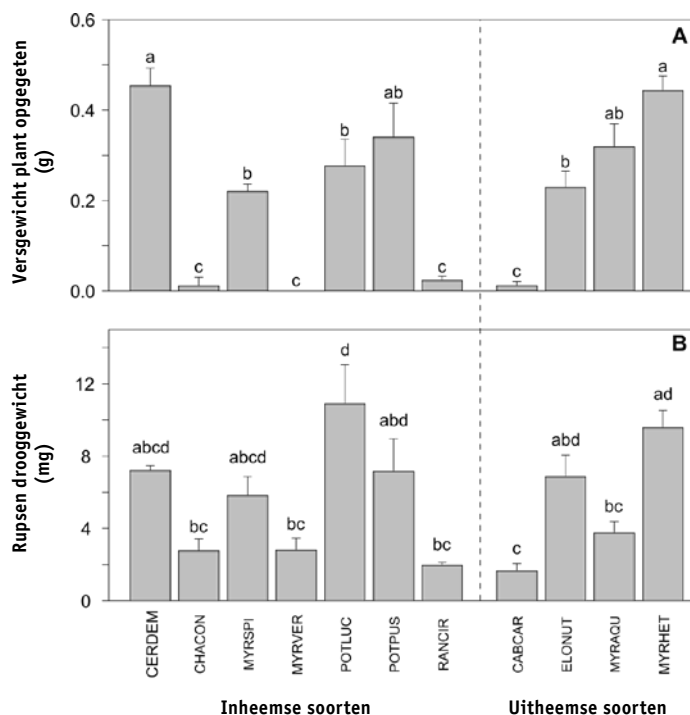 A
0.6
0.4
0.2
0.0
Versgewicht plant opgegeten
(g)
a
c
b
c
b
ab
c
c
b
ab
a
B
12
8
4
0
Rupsen drooggewicht
(mg)
abcd
bc
abcd
bc
d
abd
bc
c
abd
bc
ad
CERDEM
CHACON
MYRSPI
MYRVER
POTLUC
POTPUS
RANCIR
CABCAR
ELONUT
MYRAQU
MYRHET
Inheemse soorten
Uitheemse soorten